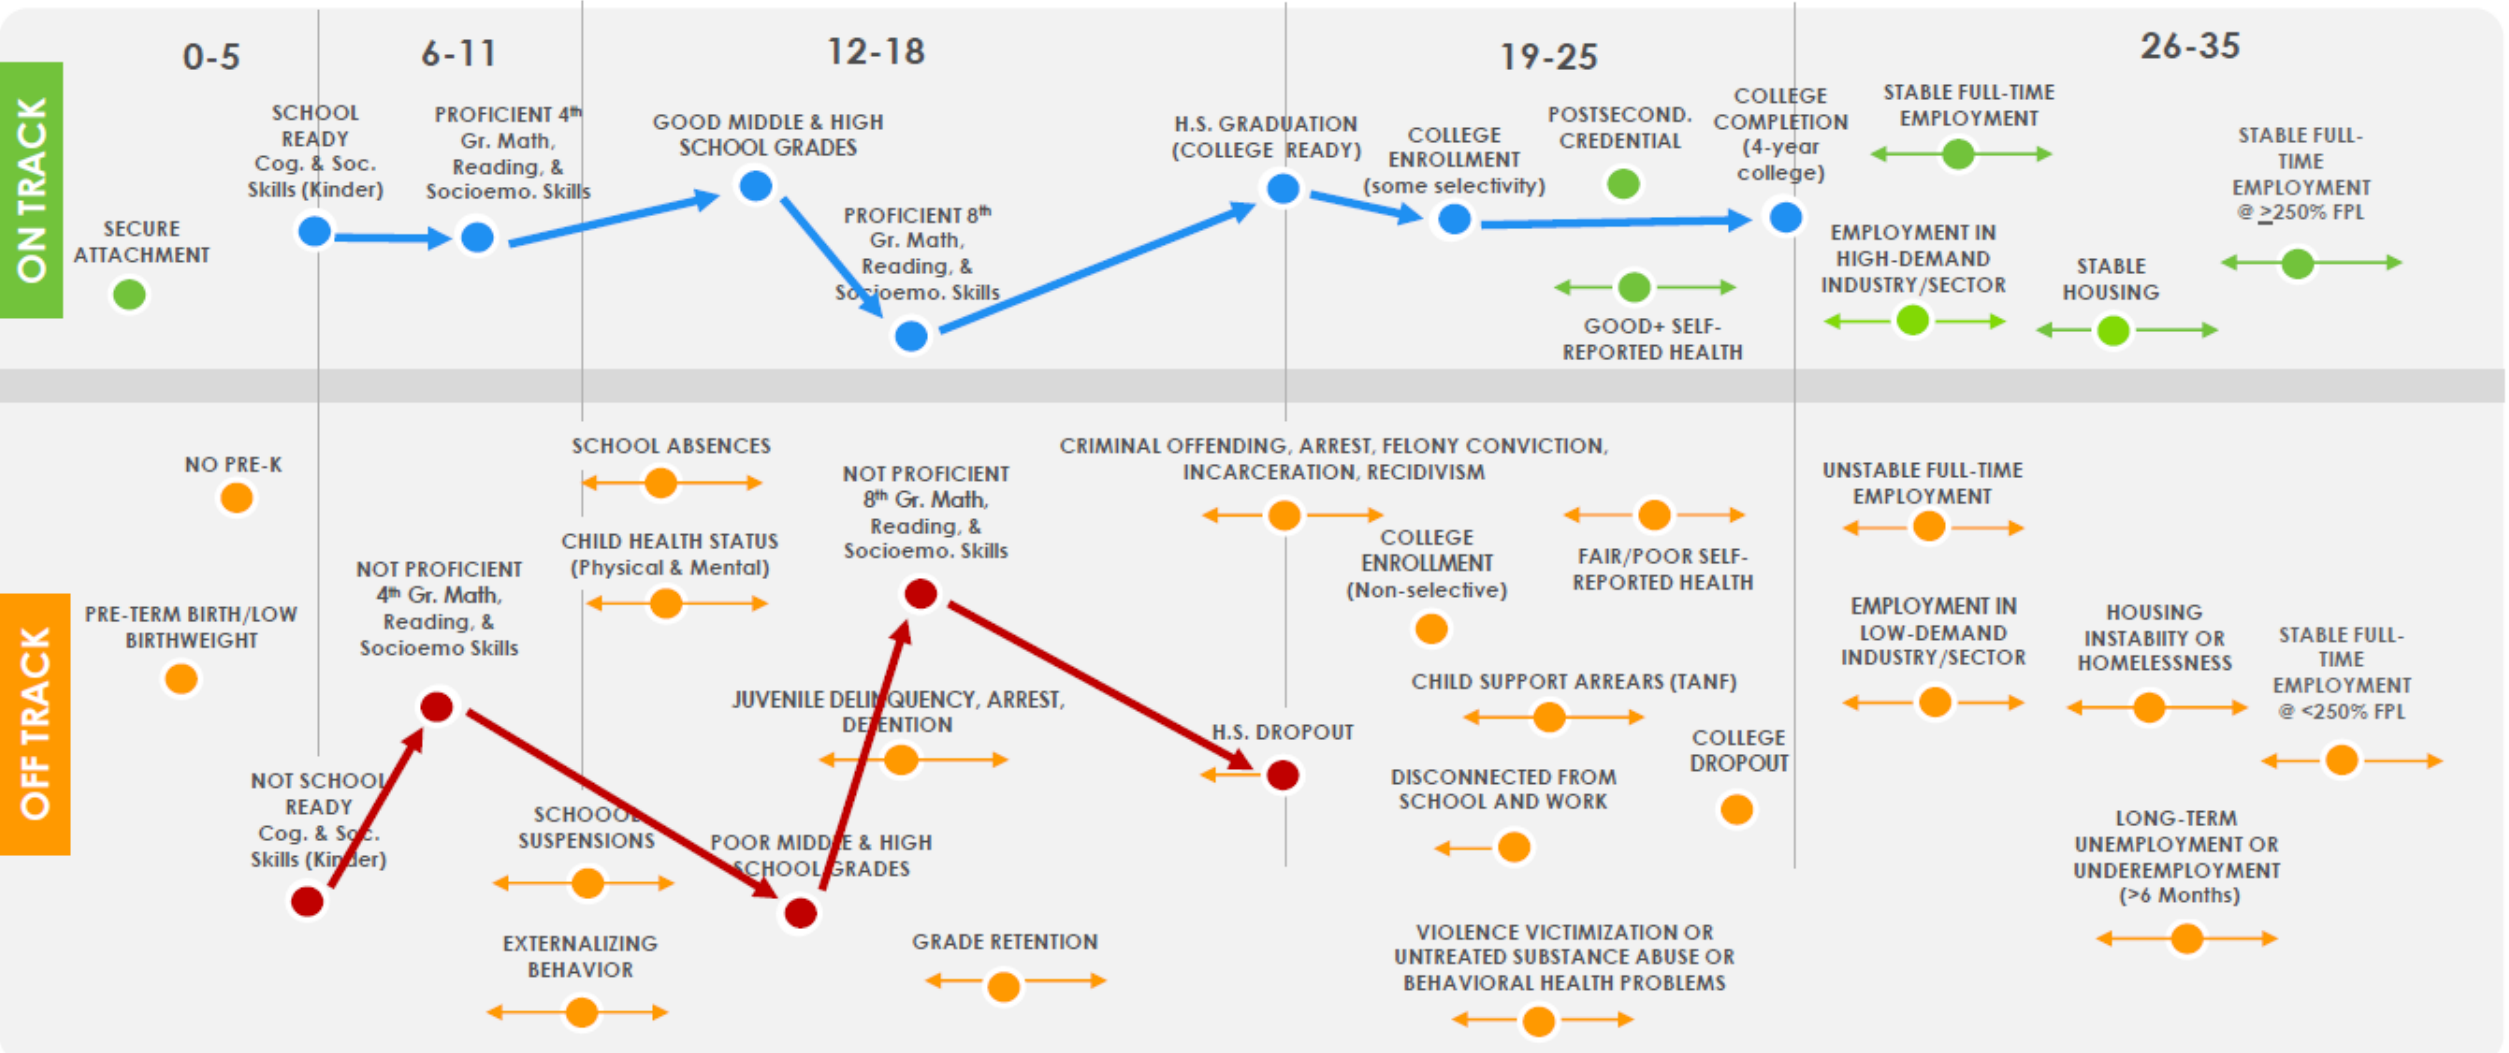 0-5
6-11
12-18
19-25
26-35
ON TRACK
SECURE
ATTACHMENT
SCHOOL
READY
Cog. & Soc.
Skills (Kinder)
PROFICIENT 4th
Gr. Math,
Reading, &
Socioemo. Skills
GOOD MIDDLE & HIGH
SCHOOL GRADES
PROFICIENT 8th
Gr. Math,
Reading, &
Socioemo. Skills
H.S. GRADUATION
(COLLEGE READY)
COLLEGE
ENROLLMENT
(some selectivity)
POSTSECOND.
CREDENTIAL
GOOD+ SELF-
REPORTED HEALTH
COLLEGE
COMPLETION
(4-year
college)
STABLE FULL-TIME
EMPLOYMENT
EMPLOYMENT IN
HIGH-DEMAND
INDUSTRY/SECTOR
STABLE
HOUSING
STABLE FULL-
TIME
EMPLOYMENT
@ ≥250% FPL
OFF TRACK
NO PRE-K
PRE-TERM BIRTH/LOW
BIRTHWEIGHT
NOT SCHOOL
READY
Cog. & Soc.
Skills (Kinder)
NOT PROFICIENT
4th Gr. Math,
Reading, &
Socioemo Skills
SCHOOL ABSENCES
CHILD HEALTH STATUS
(Physical & Mental)
SCHOOOL
SUSPENSIONS
EXTERNALIZING
BEHAVIOR
NOT PROFICIENT
8th Gr. Math,
Reading, &
Socioemo. Skills
JUVENILE DELINQUENCY, ARREST,
DETENTION
POOR MIDDLE & HIGH
SCHOOL GRADES
GRADE RETENTION
CRIMINAL OFFENDING, ARREST, FELONY CONVICTION,
INCARCERATION, RECIDIVISM
H.S. DROPOUT
COLLEGE
ENROLLMENT
(Non-selective)
FAIR/POOR SELF-
REPORTED HEALTH
CHILD SUPPORT ARREARS (TANF)
DISCONNECTED FROM
SCHOOL AND WORK
COLLEGE
DROPOUT
VIOLENCE VICTIMIZATION OR
UNTREATED SUBSTANCE ABUSE OR
BEHAVIORAL HEALTH PROBLEMS
UNSTABLE FULL-TIME
EMPLOYMENT
EMPLOYMENT IN
LOW-DEMAND
INDUSTRY/SECTOR
HOUSING
INSTABIITY OR
HOMELESSNESS
STABLE FULL-
TIME
EMPLOYMENT
@ <250% FPL
LONG-TERM
UNEMPLOYMENT OR
UNDEREMPLOYMENT
(>6 Months)